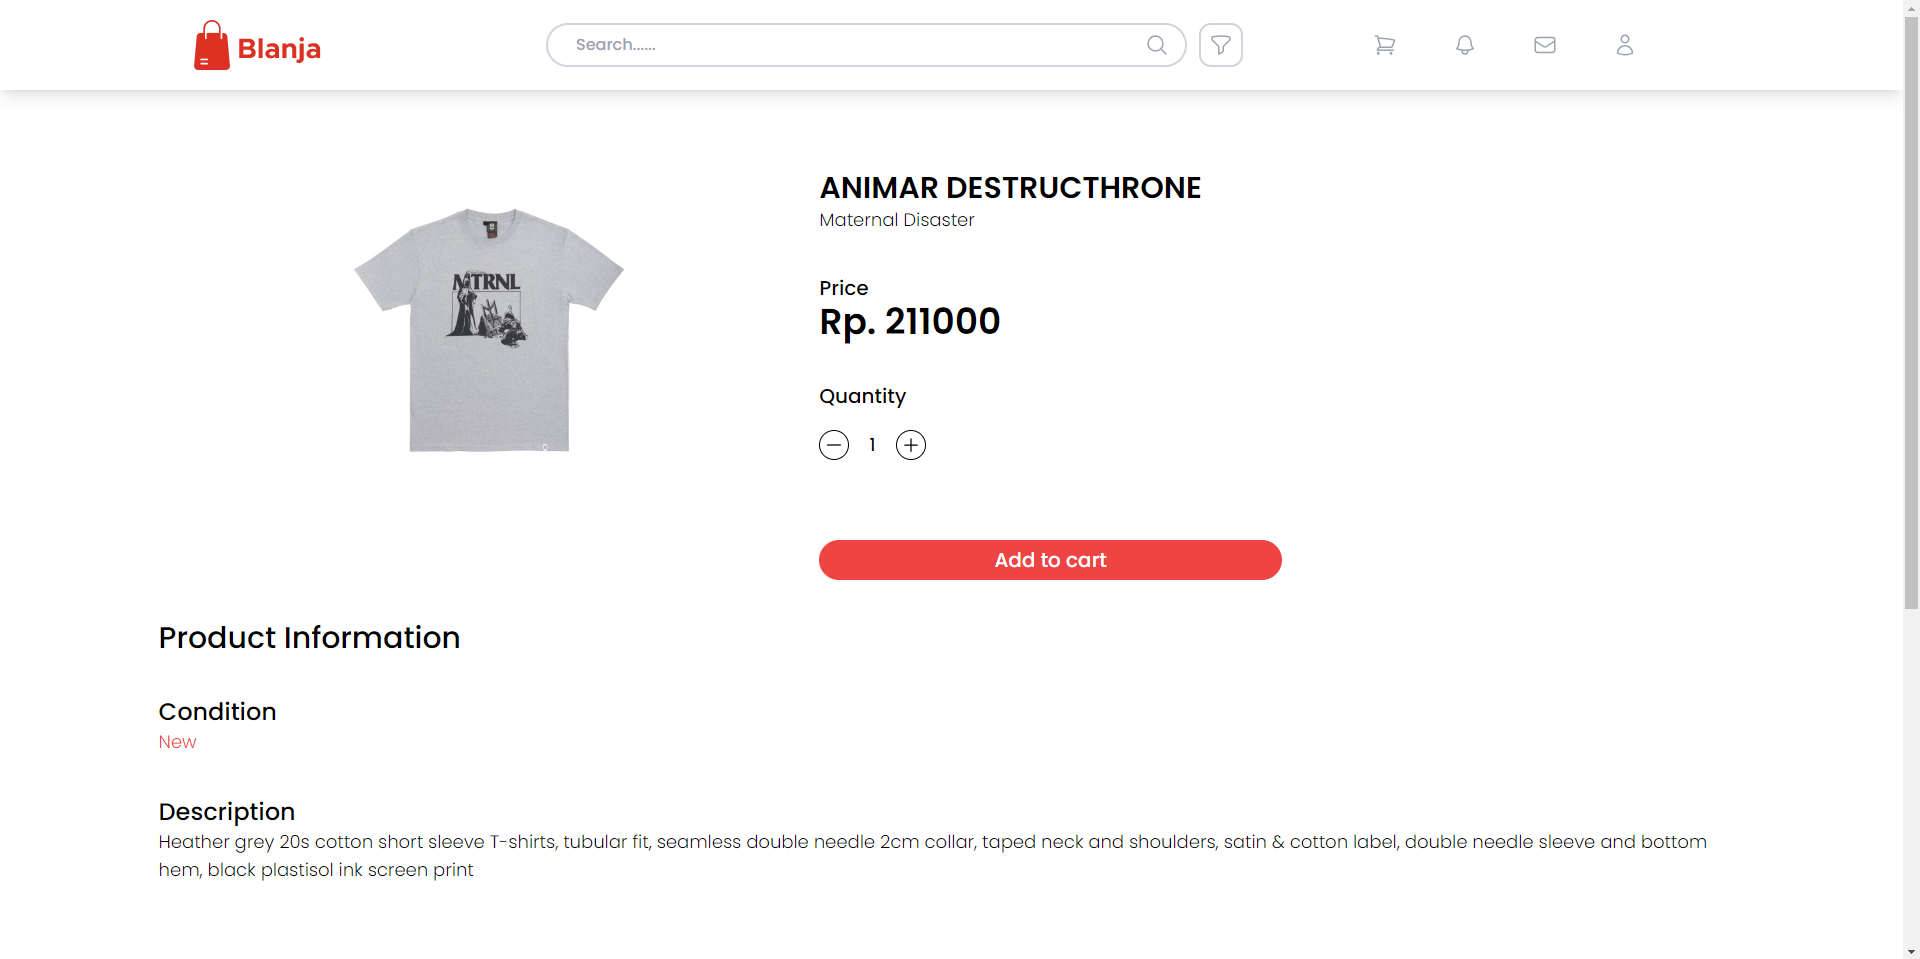 Blanja
Search......
ANIMAR DESTRUCTHRONE
Maternal Disaster
MTRNL
Price
Rp. 211000
Quantity
1
Add to cart
Product Information
Condition
New
Description
Heather grey 20s cotton short sleeve T-shirts, tubular fit, seamless double needle 2cm collar, taped neck and shoulders, satin & cotton label, double needle sleeve and bottom
hem, black plastisol ink screen print